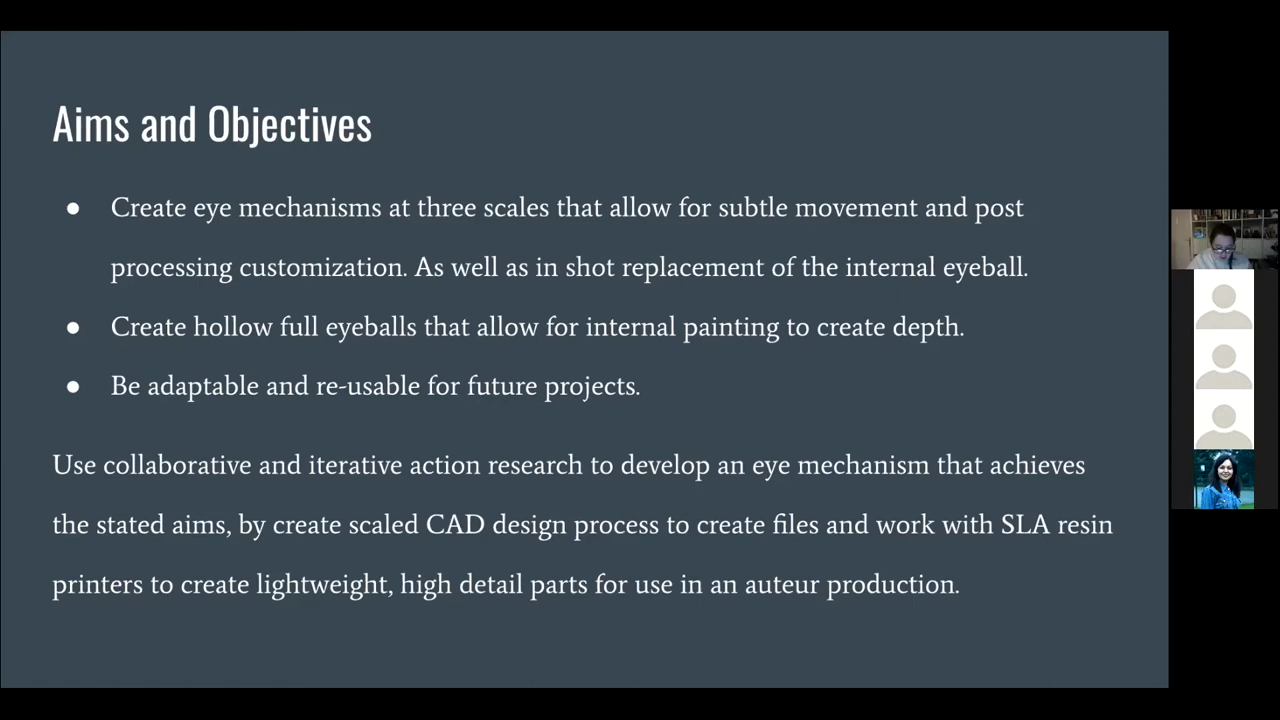 Aims and Objectives
● Create eye mechanisms at three scales that allow for subtle movement and post
processing customization. As well as in shot replacement of the internal eyeball.
● Create hollow full eyeballs that allow for internal painting to create depth.
● Be adaptable and re-usable for future projects.
Use collaborative and iterative action research to develop an eye mechanism that achieves
the stated aims, by create scaled CAD design process to create files and work with SLA resin
printers to create lightweight, high detail parts for use in an auteur production.